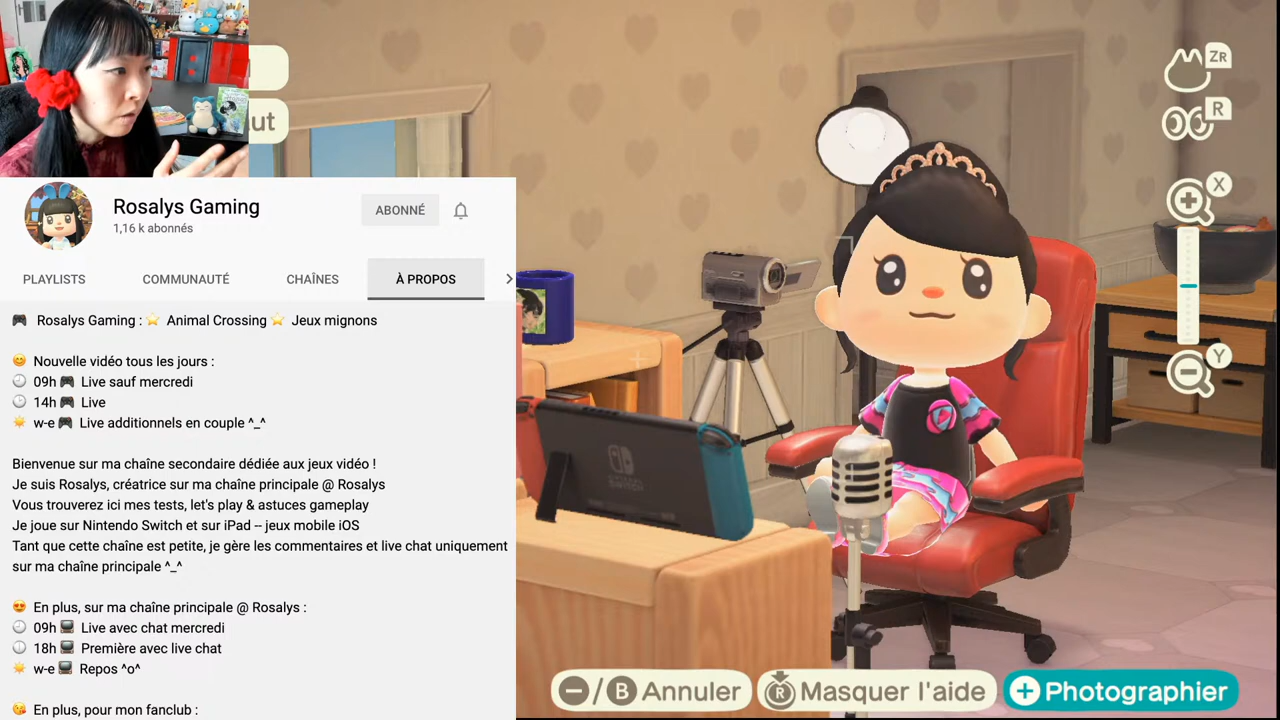 ut
Rosalys Gaming
1,16 k abonnés
ABONNÉ
PLAYLISTS
COMMUNAUTÉ
CHAÎNES
À PROPOS
🎮 Rosalys Gaming : ⭐ Animal Crossing ⭐ Jeux mignons
😊 Nouvelle vidéo tous les jours :
🕘 09h 🎮 Live sauf mercredi
🕑 14h 🎮 Live
☀️ w-e 🎮 Live additionnels en couple ^_^
Bienvenue sur ma chaîne secondaire dédiée aux jeux vidéo !
Je suis Rosalys, créatrice sur ma chaîne principale @ Rosalys
Vous trouverez ici mes tests, let's play & astuces gameplay
Je joue sur Nintendo Switch et sur iPad -- jeux mobile iOS
Tant que cette chaîne est petite, je gère les commentaires et live chat uniquement
sur ma chaîne principale ^_^
😍 En plus, sur ma chaîne principale @ Rosalys :
🕘 09h 📺 Live avec chat mercredi
🕕 18h 📺 Première avec live chat
☀️ w-e 📺 Repos ^o^
😘 En plus, pour mon fanclub :
ZR
R
X
Y
−/B Annuler
R Masquer l'aide
+ Photographier